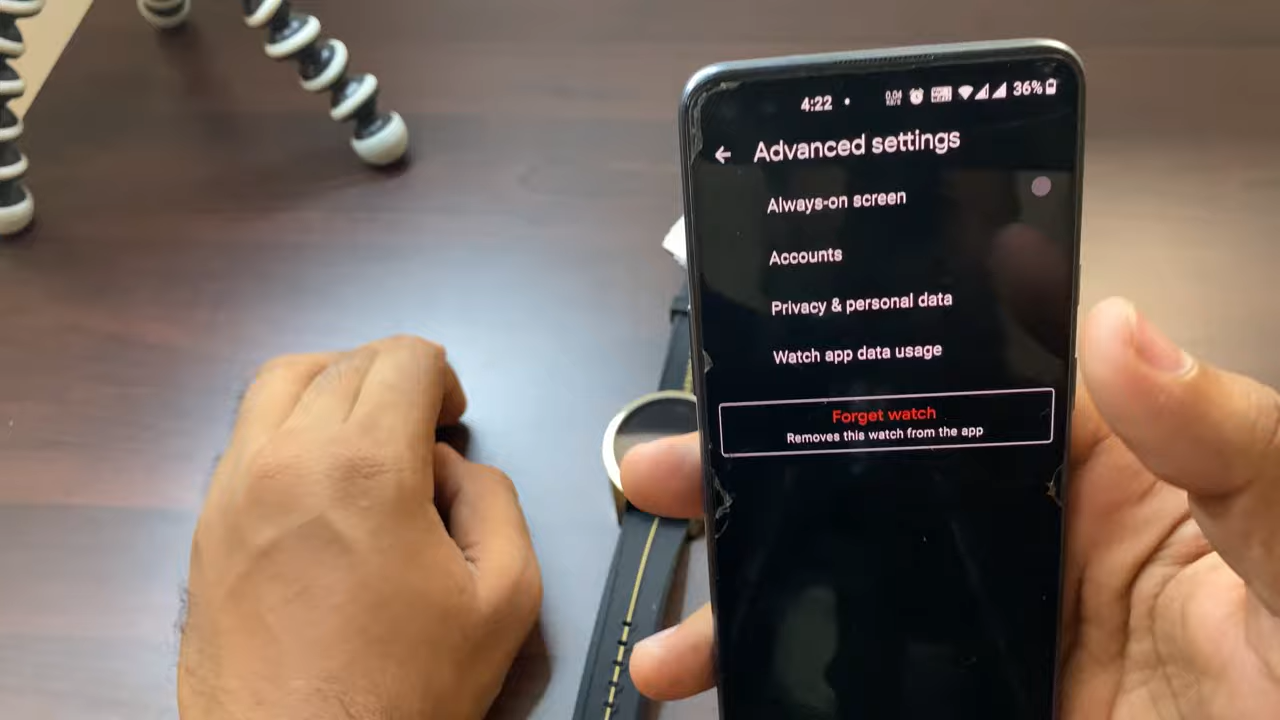 4:22
36%
Advanced settings
Always-on screen
Accounts
Privacy & personal data
Watch app data usage
Forget watch
Removes this watch from the app